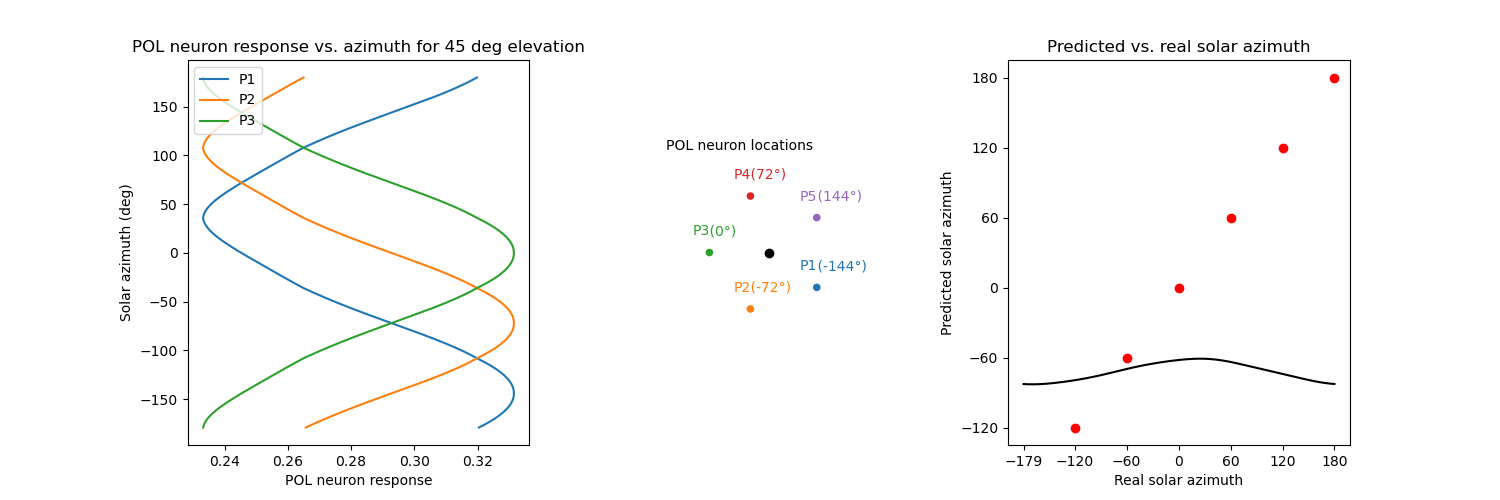 POL neuron response vs. azimuth for 45 deg elevation
P1
P2
P3
150
100
50
0
−50
−100
−150
Solar azimuth (deg)
0.24 0.26 0.28 0.30 0.32
POL neuron response
POL neuron locations
P4(72°)
P5(144°)
P3(0°)
P1(-144°)
P2(-72°)
Predicted vs. real solar azimuth
180
120
60
0
−60
−120
Predicted solar azimuth
−179 −120 −60 0 60 120 180
Real solar azimuth